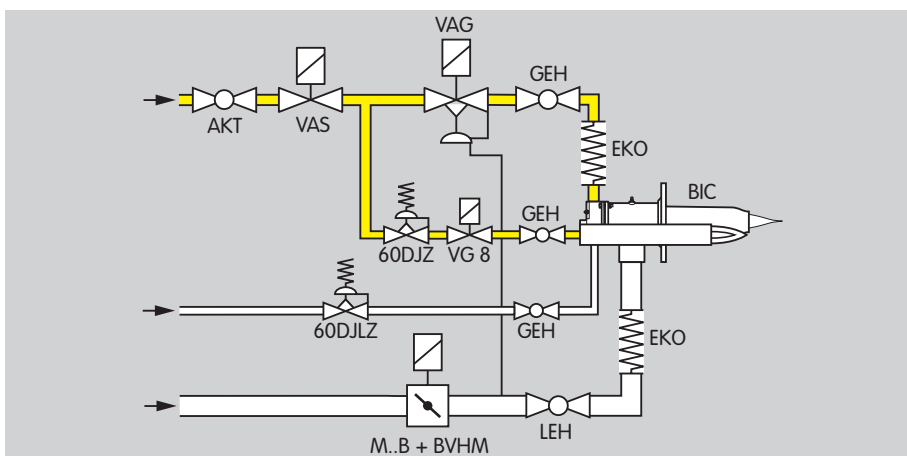 VAG
GEH
AKT
VAS
EKO
BIC
GEH
60DJZ
VG 8
60DJLZ
GEH
EKO
LEH
M..B + BVHM